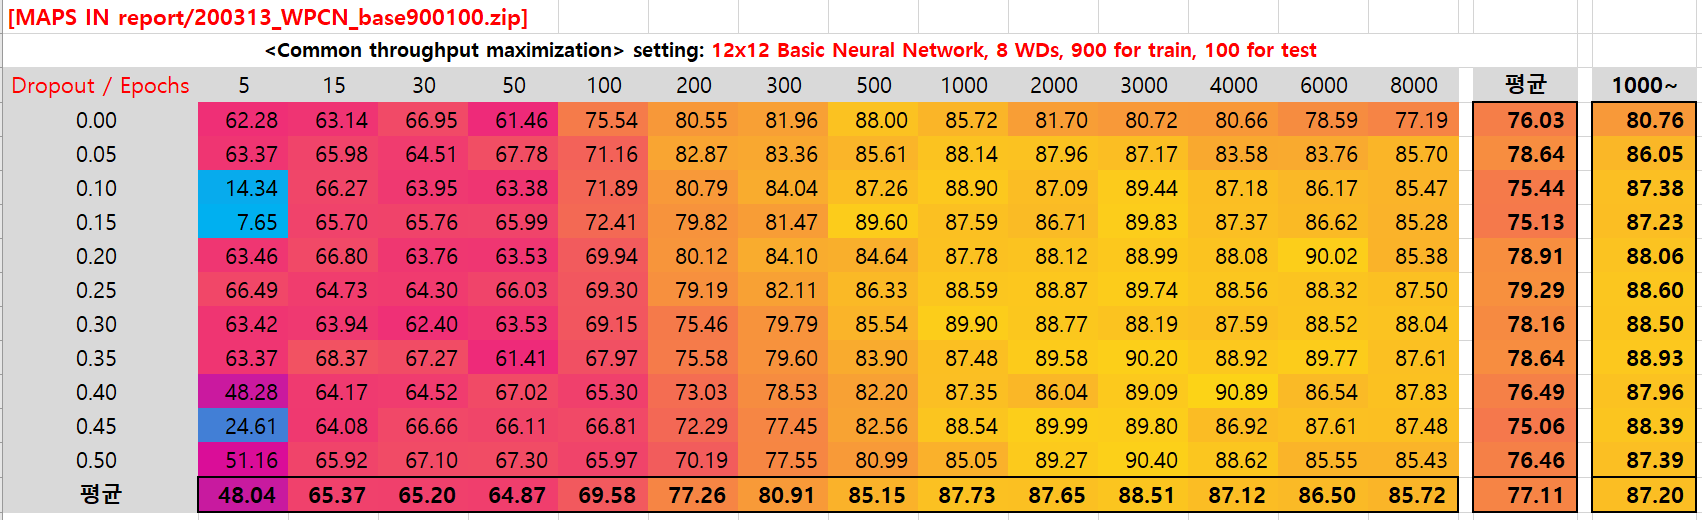 [MAPS IN report/200313_WPCN_base900100.zip]
<Common throughput maximization> setting: 12x12 Basic Neural Network, 8 WDs, 900 for train, 100 for test
Dropout / Epochs 5 15 30 50 100 200 300 500 1000 2000 3000 4000 6000 8000 평균 1000~
0.00 62.28 63.14 66.95 61.46 75.54 80.55 81.96 88.00 85.72 81.70 80.72 80.66 78.59 77.19 76.03 80.76
0.05 63.37 65.98 64.51 67.78 71.16 82.87 83.36 85.61 88.14 87.96 87.17 83.58 83.76 85.70 78.64 86.05
0.10 14.34 66.27 63.95 63.38 71.89 80.79 84.04 87.26 88.90 87.09 89.44 87.18 86.17 85.47 75.44 87.38
0.15 7.65 65.70 65.76 65.99 72.41 79.82 81.47 89.60 87.59 86.71 89.83 87.37 86.62 85.28 75.13 87.23
0.20 63.46 66.80 63.76 63.53 69.94 80.12 84.10 84.64 87.78 88.12 88.99 88.08 90.02 85.38 78.91 88.06
0.25 66.49 64.73 64.30 66.03 69.30 79.19 82.11 86.33 88.59 88.87 89.74 88.56 88.32 87.50 79.29 88.60
0.30 63.42 63.94 62.40 63.53 69.15 75.46 79.79 85.54 89.90 88.77 88.19 87.59 88.52 88.04 78.16 88.50
0.35 63.37 68.37 67.27 61.41 67.97 75.58 79.60 83.90 87.48 89.58 90.20 88.92 89.77 87.61 78.64 88.93
0.40 48.28 64.17 64.52 67.02 65.30 73.03 78.53 82.20 87.35 86.04 89.09 90.89 86.54 87.83 76.49 87.96
0.45 24.61 64.08 66.66 66.11 66.81 72.29 77.45 82.56 88.54 89.99 89.80 86.92 87.61 87.48 75.06 88.39
0.50 51.16 65.92 67.10 67.30 65.97 70.19 77.55 80.99 85.05 89.27 90.40 88.62 85.55 85.43 76.46 87.39
평균 48.04 65.37 65.20 64.87 69.58 77.26 80.91 85.15 87.73 87.65 88.51 87.12 86.50 85.72 77.11 87.20